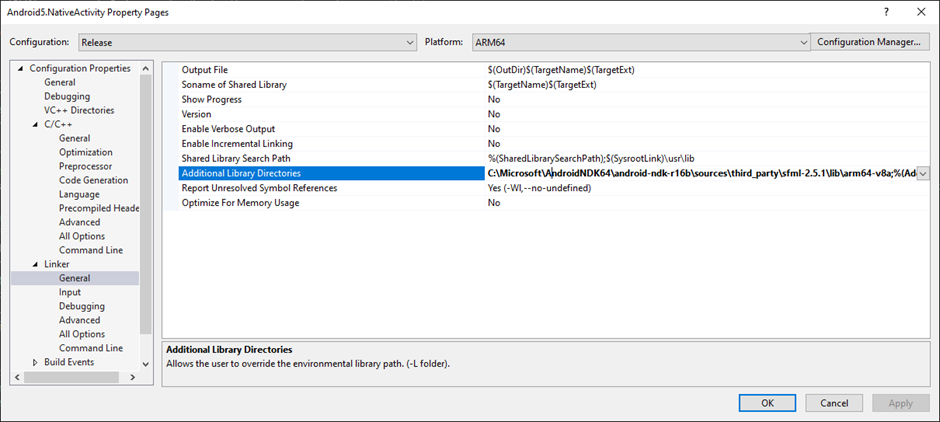 Android5.NativeActivity Property Pages
? ×
Configuration: Release Platform: ARM64 Configuration Manager...
Configuration Properties
General
Debugging
VC++ Directories
C/C++
General
Optimization
Preprocessor
Code Generation
Language
Precompiled Heade
Advanced
All Options
Command Line
Linker
General
Input
Debugging
Advanced
All Options
Command Line
Build Events
Output File $(OutDir)$(TargetName)$(TargetExt)
Soname of Shared Library $(TargetName)$(TargetExt)
Show Progress No
Version No
Enable Verbose Output No
Enable Incremental Linking No
Shared Library Search Path %(SharedLibrarySearchPath);$(SysrootLink)\usr\lib
Additional Library Directories C:\Microsoft\AndroidNDK64\android-ndk-r16b\sources\third_party\sfml-2.5.1\lib\arm64-v8a;%(Ad
Report Unresolved Symbol References Yes (-Wl,--no-undefined)
Optimize For Memory Usage No
Additional Library Directories
Allows the user to override the environmental library path. (-L folder).
OK Cancel Apply